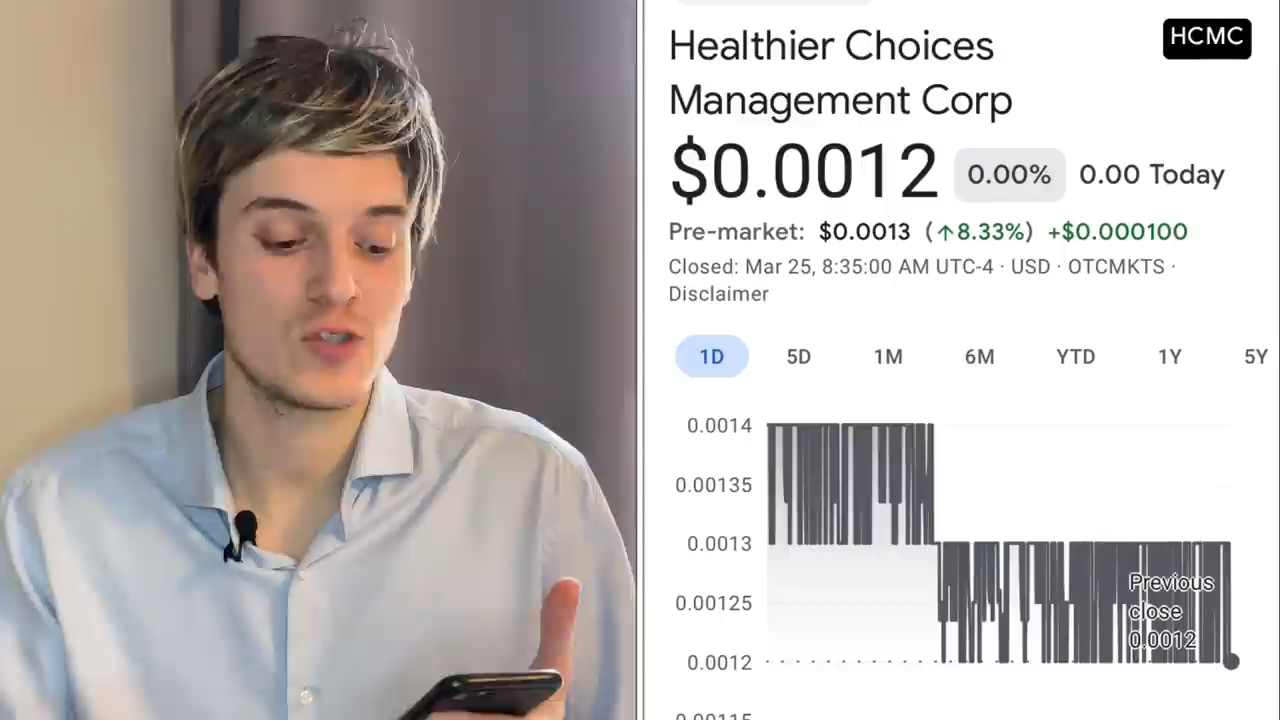 Healthier Choices
HCMC
Management Corp
$0.0012 0.00% 0.00 Today
Pre-market: $0.0013 (↑8.33%) +$0.000100
Closed: Mar 25, 8:35:00 AM UTC-4 · USD · OTCMKTS ·
Disclaimer
1D 5D 1M 6M YTD 1Y 5Y
0.0014
0.00135
0.0013
0.00125
0.0012
0.00115
Previous
close
0.0012